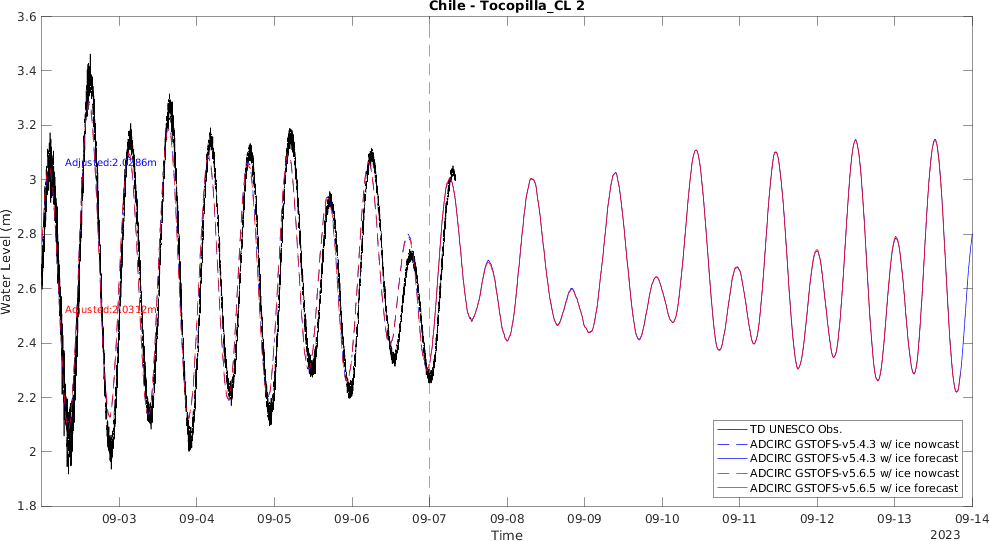 Chile - Tocopilla_CL 2
3.6
3.4
3.2
3
2.8
2.6
2.4
2.2
2
1.8
Water Level (m)
Adjusted:2.0286m
Adjusted:2.0312m
TD UNESCO Obs.
ADCIRC GSTOFS-v5.4.3 w/ ice nowcast
ADCIRC GSTOFS-v5.4.3 w/ ice forecast
ADCIRC GSTOFS-v5.6.5 w/ ice nowcast
ADCIRC GSTOFS-v5.6.5 w/ ice forecast
09-03 09-04 09-05 09-06 09-07 09-08 09-09 09-10 09-11 09-12 09-13 09-14
Time
2023